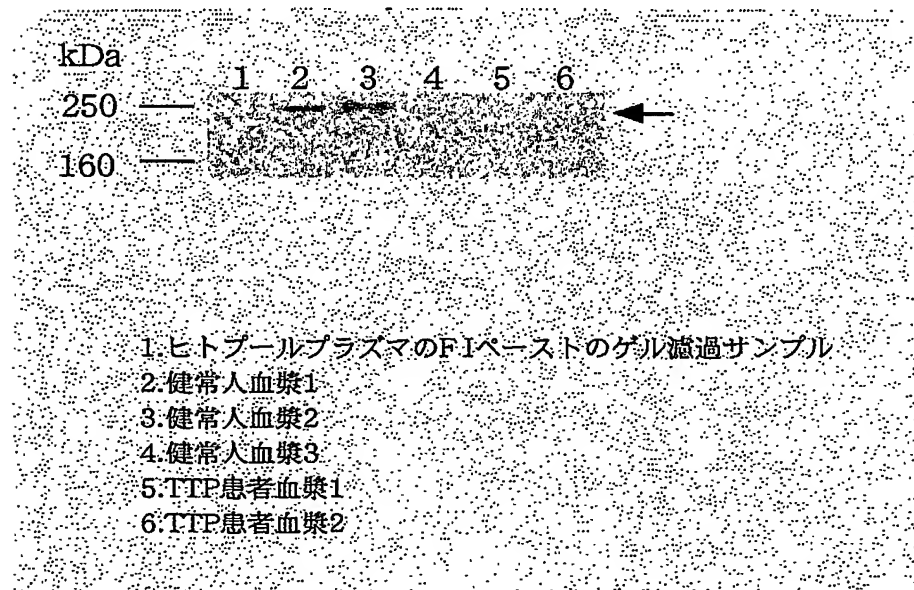 kDa
1 2 3 4 5 6
250
160
1.ヒトプールプラズマのFIペーストのゲル濾過サンプル
2.健常人血漿1
3.健常人血漿2
4.健常人血漿3
5.TTP患者血漿1
6.TTP患者血漿2